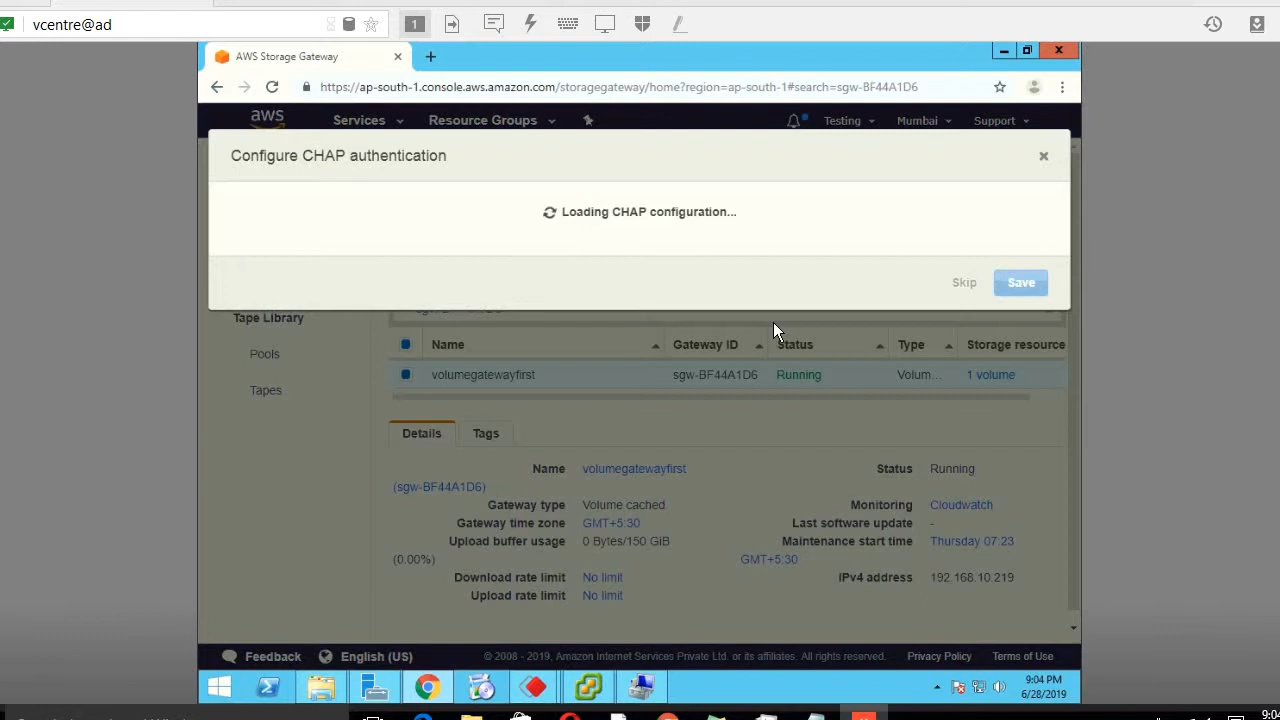 vcentre@ad
1
AWS Storage Gateway
https://ap-south-1.console.aws.amazon.com/storagegateway/home?region=ap-south-1#search=sgw-BF44A1D6
aws Services Resource Groups Testing Mumbai Support
Configure CHAP authentication
Loading CHAP configuration...
Skip Save
Tape Library
Pools
Tapes
Name Gateway ID Status Type Storage resource
volumegatewayfirst sgw-BF44A1D6 Running Volum... 1 volume
Details Tags
Name volumegatewayfirst Status Running
(sgw-BF44A1D6)
Gateway type Volume cached Monitoring Cloudwatch
Gateway time zone GMT+5:30 Last software update -
Upload buffer usage 0 Bytes/150 GiB Maintenance start time Thursday 07:23
(0.00%) GMT+5:30
Download rate limit No limit IPv4 address 192.168.10.219
Upload rate limit No limit
Feedback English (US) © 2008 - 2019, Amazon Internet Services Private Ltd. or its affiliates. All rights reserved. Privacy Policy Terms of Use
9:04 PM
6/28/2019